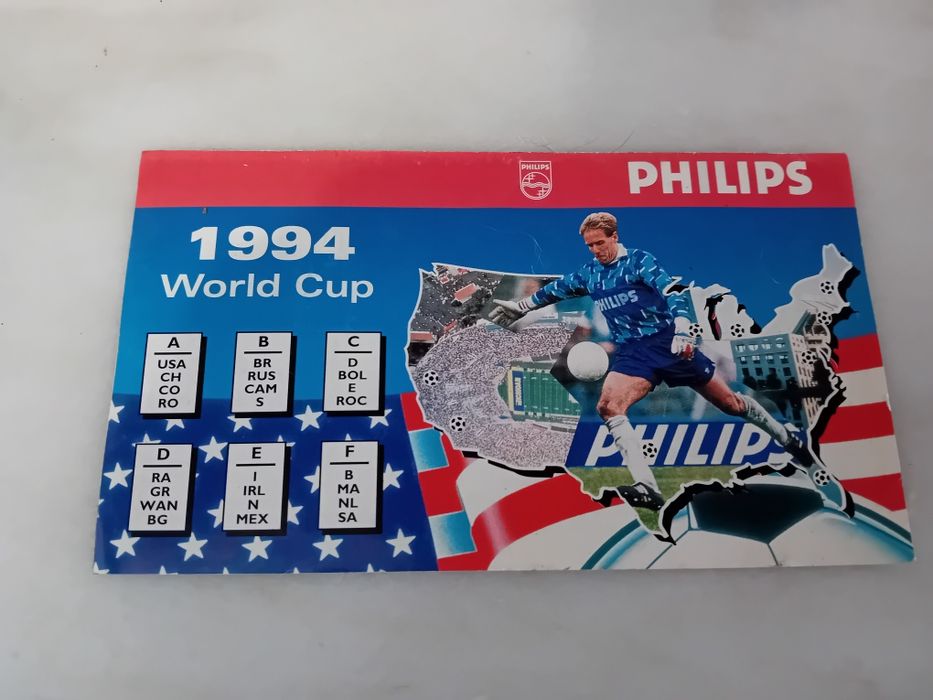 PHILIPS
PHILIPS
1994
World Cup
A
USA
CH
CO
RO
B
BR
RUS
CAM
S
C
D
BOL
E
ROC
D
RA
GR
WAN
BG
E
I
IRL
N
MEX
F
B
MA
NL
SA
PHILIPS
PHILIPS